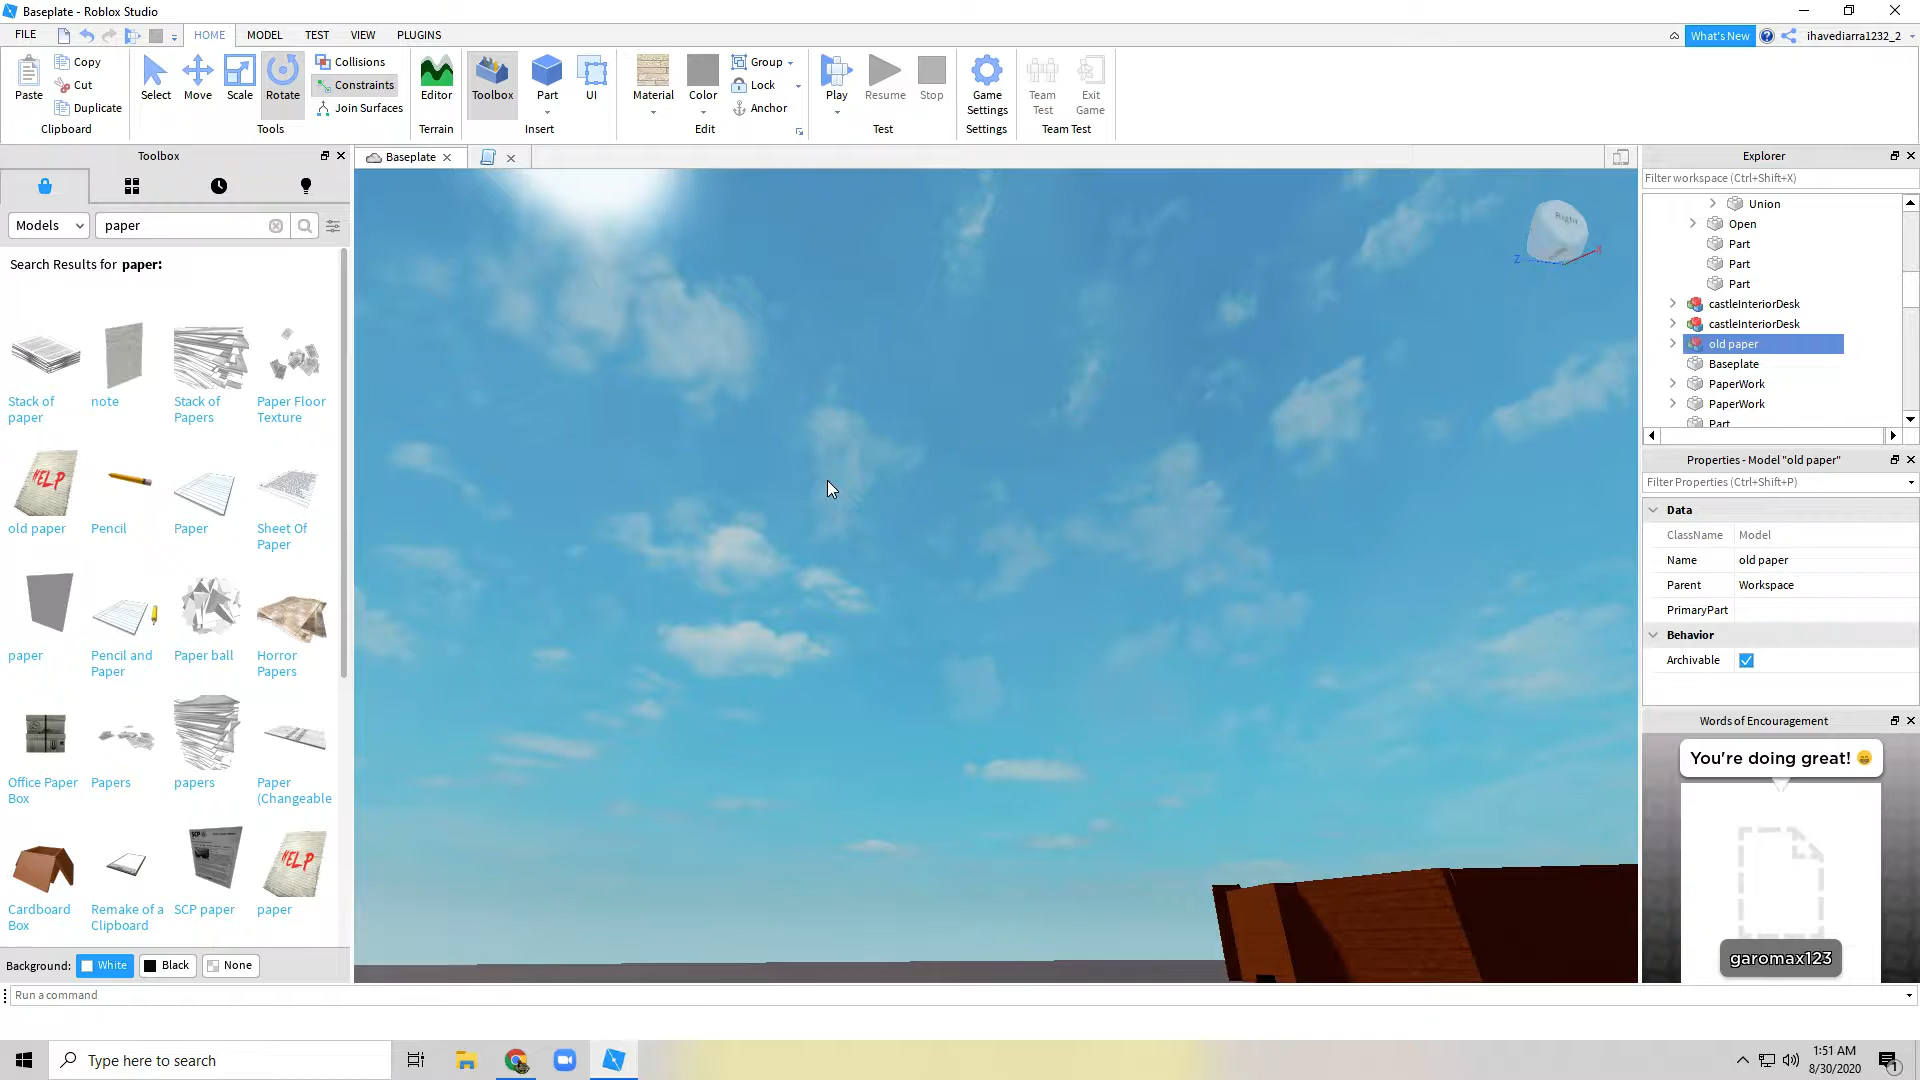 Baseplate - Roblox Studio
FILE
HOME
MODEL
TEST
VIEW
PLUGINS
What's New
ihavediarra1232_2
Paste
Copy
Cut
Duplicate
Clipboard
Select
Move
Scale
Rotate
Collisions
Constraints
Join Surfaces
Tools
Editor
Terrain
Toolbox
Part
UI
Insert
Material
Color
Group
Lock
Anchor
Edit
Play
Resume
Stop
Test
Game Settings
Settings
Team Test
Exit Game
Team Test
Toolbox
Models
paper
Search Results for paper:
Stack of paper
note
Stack of Papers
Paper Floor Texture
HELP
old paper
Pencil
Paper
Sheet Of Paper
paper
Pencil and Paper
Paper ball
Horror Papers
Office Paper Box
Papers
papers
Paper (Changeable
Cardboard Box
Remake of a Clipboard
SCP
SCP paper
HELP
paper
Background:
White
Black
None
Run a command
Baseplate
Right
Z
X
Explorer
Filter workspace (Ctrl+Shift+X)
Union
Open
Part
Part
Part
castleInteriorDesk
castleInteriorDesk
old paper
Baseplate
PaperWork
PaperWork
Part
Properties - Model "old paper"
Filter Properties (Ctrl+Shift+P)
Data
ClassName Model
Name old paper
Parent Workspace
PrimaryPart
Behavior
Archivable
Words of Encouragement
You're doing great! 😁
garomax123
Type here to search
1:51 AM
8/30/2020
1